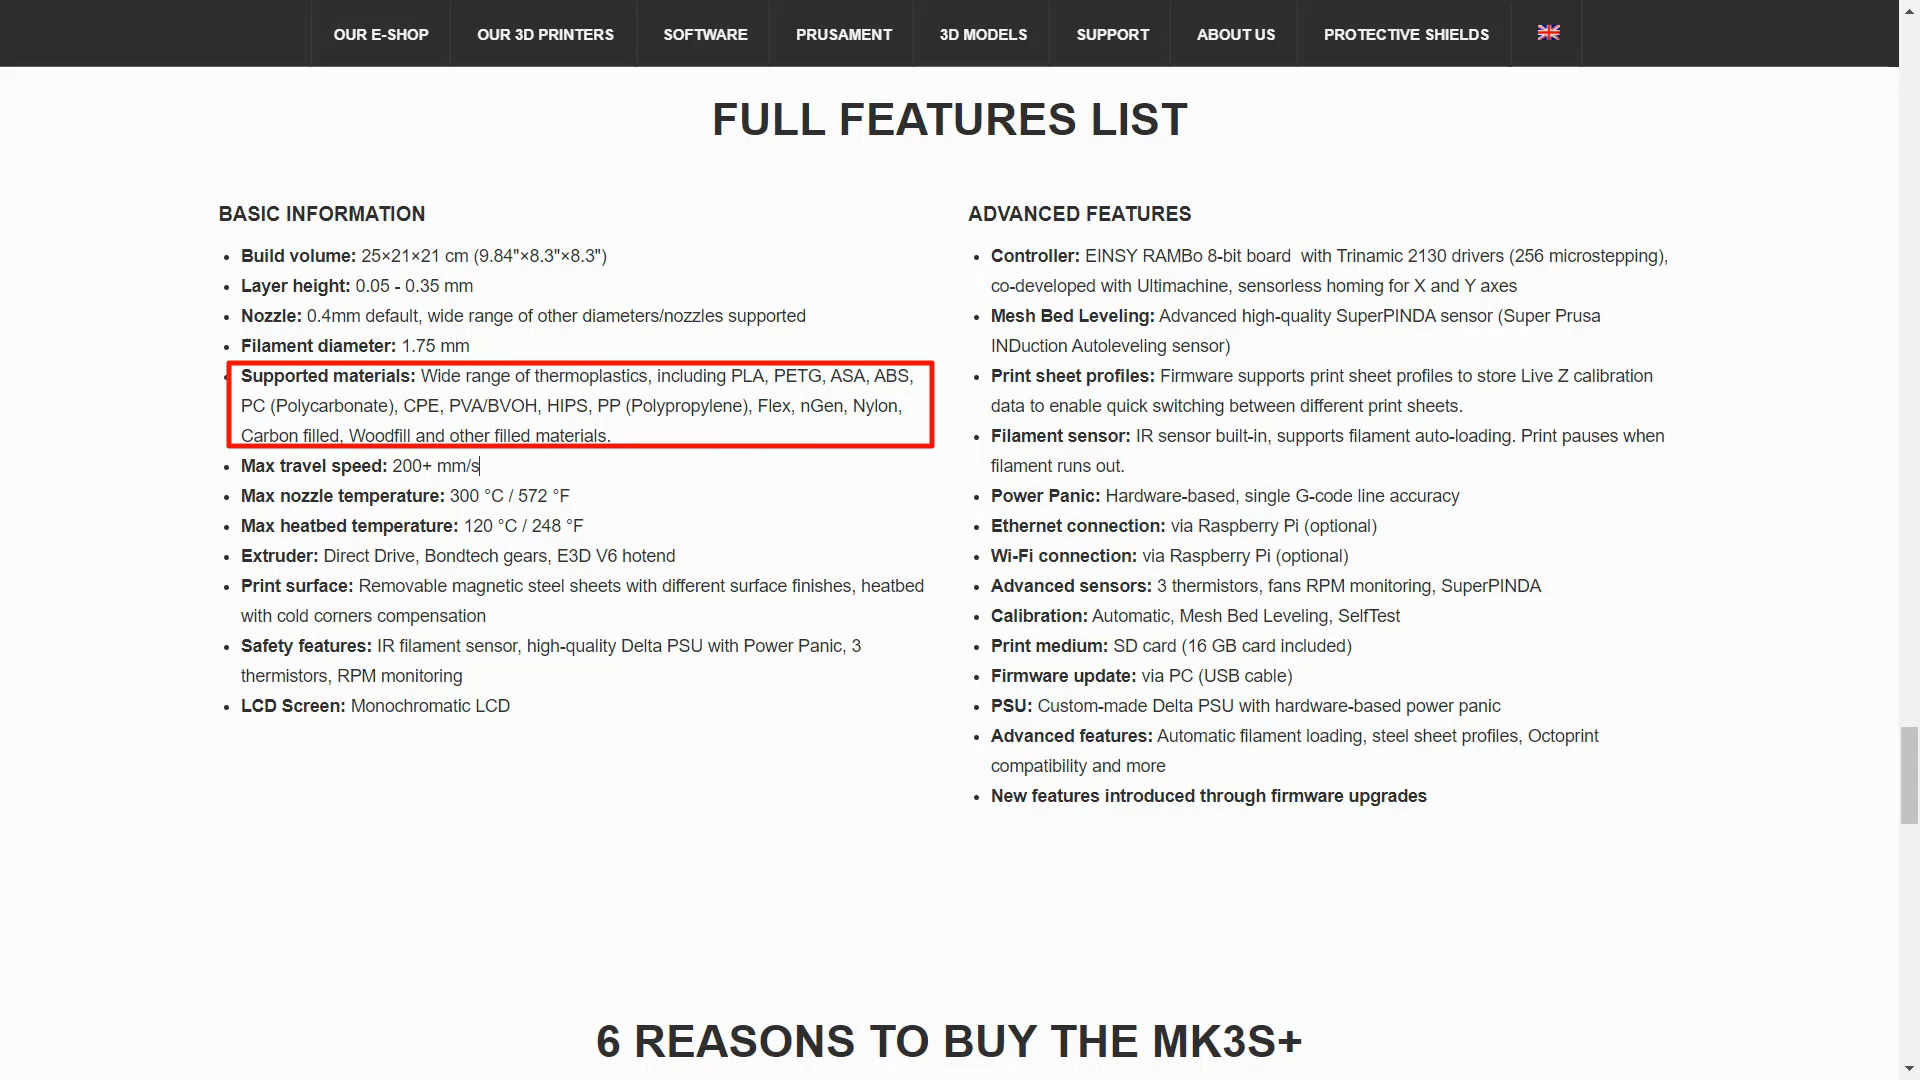 OUR E-SHOP OUR 3D PRINTERS SOFTWARE PRUSAMENT 3D MODELS SUPPORT ABOUT US PROTECTIVE SHIELDS
FULL FEATURES LIST
BASIC INFORMATION
• Build volume: 25×21×21 cm (9.84"×8.3"×8.3")
• Layer height: 0.05 - 0.35 mm
• Nozzle: 0.4mm default, wide range of other diameters/nozzles supported
• Filament diameter: 1.75 mm
• Supported materials: Wide range of thermoplastics, including PLA, PETG, ASA, ABS,
PC (Polycarbonate), CPE, PVA/BVOH, HIPS, PP (Polypropylene), Flex, nGen, Nylon,
Carbon filled, Woodfill and other filled materials.
• Max travel speed: 200+ mm/s
• Max nozzle temperature: 300 °C / 572 °F
• Max heatbed temperature: 120 °C / 248 °F
• Extruder: Direct Drive, Bondtech gears, E3D V6 hotend
• Print surface: Removable magnetic steel sheets with different surface finishes, heatbed
with cold corners compensation
• Safety features: IR filament sensor, high-quality Delta PSU with Power Panic, 3
thermistors, RPM monitoring
• LCD Screen: Monochromatic LCD
ADVANCED FEATURES
• Controller: EINSY RAMBo 8-bit board  with Trinamic 2130 drivers (256 microstepping),
co-developed with Ultimachine, sensorless homing for X and Y axes
• Mesh Bed Leveling: Advanced high-quality SuperPINDA sensor (Super Prusa
INDuction Autoleveling sensor)
• Print sheet profiles: Firmware supports print sheet profiles to store Live Z calibration
data to enable quick switching between different print sheets.
• Filament sensor: IR sensor built-in, supports filament auto-loading. Print pauses when
filament runs out.
• Power Panic: Hardware-based, single G-code line accuracy
• Ethernet connection: via Raspberry Pi (optional)
• Wi-Fi connection: via Raspberry Pi (optional)
• Advanced sensors: 3 thermistors, fans RPM monitoring, SuperPINDA
• Calibration: Automatic, Mesh Bed Leveling, SelfTest
• Print medium: SD card (16 GB card included)
• Firmware update: via PC (USB cable)
• PSU: Custom-made Delta PSU with hardware-based power panic
• Advanced features: Automatic filament loading, steel sheet profiles, Octoprint
compatibility and more
• New features introduced through firmware upgrades
6 REASONS TO BUY THE MK3S+